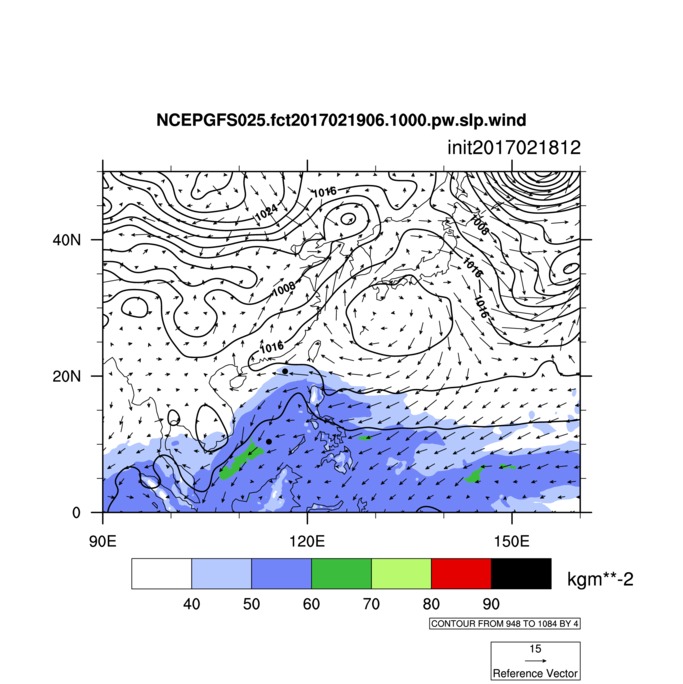 NCEPGFS025.fct2017021906.1000.pw.slp.wind
init2017021812
1016
1024
1008
40N
1016
1008
1016
1016
20N
0
90E 120E 150E
kgm**-2
40 50 60 70 80 90
CONTOUR FROM 948 TO 1084 BY 4
15
Reference Vector